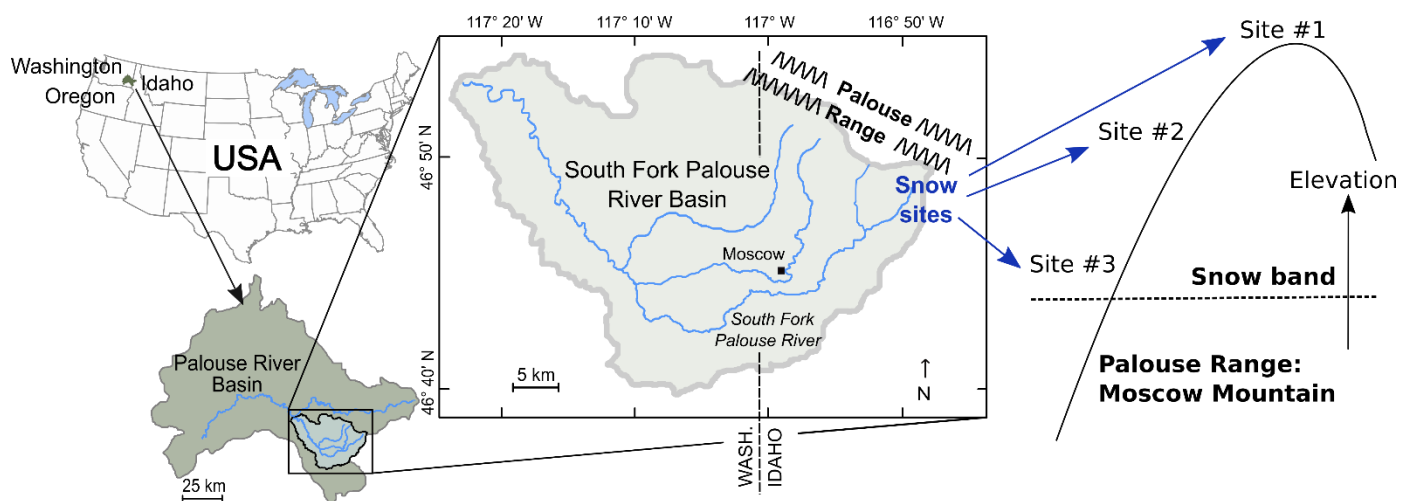 Washington
Idaho
Oregon
USA
Palouse River
Basin
25 km
117° 20' W
117° 10' W
117° W
116° 50' W
46° 50' N
46° 40' N
Palouse
Range
South Fork Palouse
River Basin
Snow
sites
Moscow
South Fork
Palouse River
5 km
N
WASH.
IDAHO
Site #1
Site #2
Site #3
Elevation
Snow band
Palouse Range:
Moscow Mountain